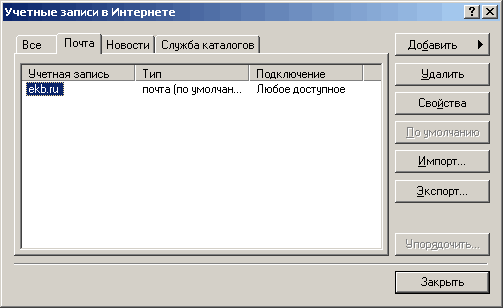 Учетные записи в Интернете
Все Почта Новости Служба каталогов
Учетная запись Тип Подключение
ekb.ru почта (по умолчан... Любое доступное
Добавить
Удалить
Свойства
По умолчанию
Импорт...
Экспорт...
Упорядочить...
Закрыть